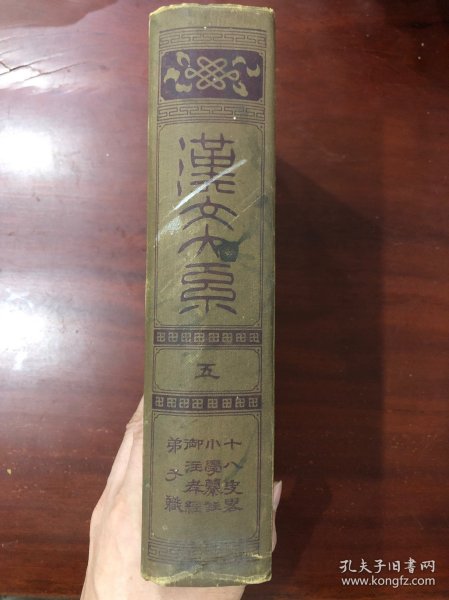 漢文大系
五
十八史畧
小學纂註
御注孝經
弟子職
孔夫子旧书网
www.kongfz.com